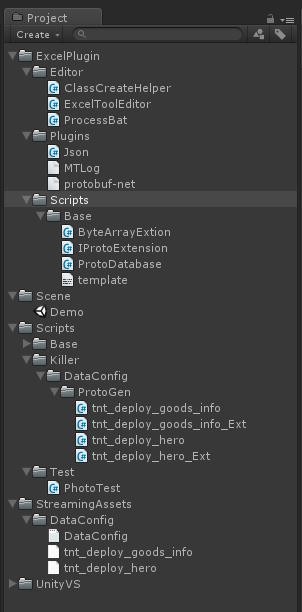 Project
Create
ExcelPlugin
Editor
ClassCreateHelper
ExcelToolEditor
ProcessBat
Plugins
Json
MTLog
protobuf-net
Scripts
Base
ByteArrayExtion
IProtoExtension
ProtoDatabase
template
Scene
Demo
Scripts
Base
Killer
DataConfig
ProtoGen
tnt_deploy_goods_info
tnt_deploy_goods_info_Ext
tnt_deploy_hero
tnt_deploy_hero_Ext
Test
PhotoTest
StreamingAssets
DataConfig
DataConfig
tnt_deploy_goods_info
tnt_deploy_hero
UnityVS